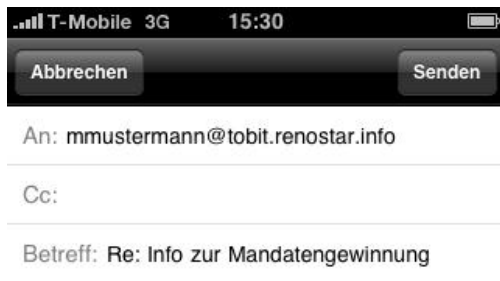 T-Mobile 3G 15:30
Abbrechen Senden
An: mmustermann@tobit.renostar.info
Cc:
Betreff: Re: Info zur Mandatengewinnung